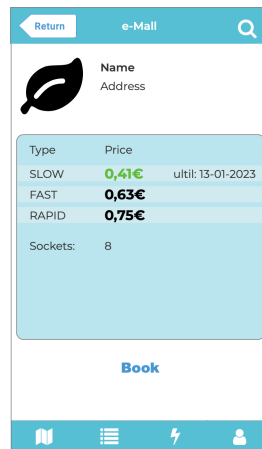 Return e-Mall
Name
Address
Type Price
SLOW 0,41€ ultil: 13-01-2023
FAST 0,63€
RAPID 0,75€
Sockets: 8
Book